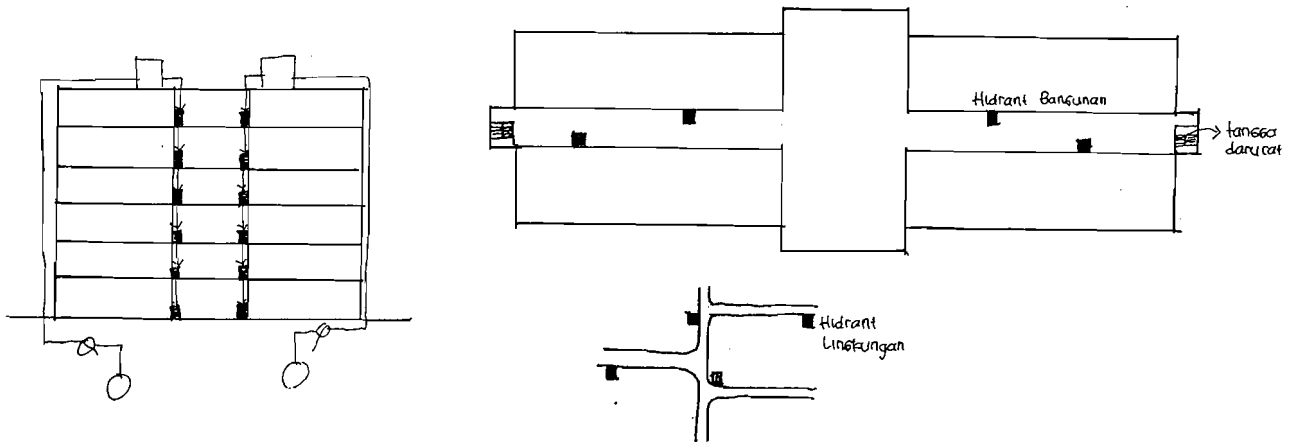 Hidrant Bangunan
tangga
darurat
Hidrant
Lingkungan